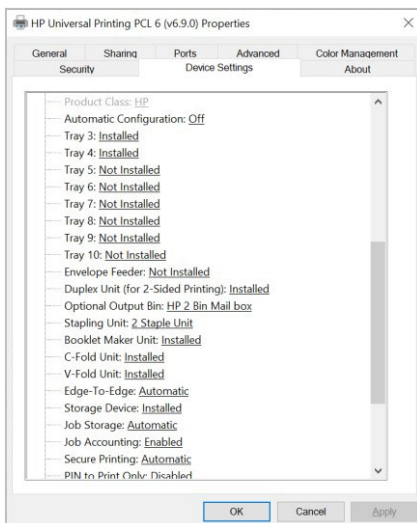 HP Universal Printing PCL 6 (v6.9.0) Properties
General Sharing Ports Advanced Color Management
Security Device Settings About
Product Class: HP
Automatic Configuration: Off
Tray 3: Installed
Tray 4: Installed
Tray 5: Not Installed
Tray 6: Not Installed
Tray 7: Not Installed
Tray 8: Not Installed
Tray 9: Not Installed
Tray 10: Not Installed
Envelope Feeder: Not Installed
Duplex Unit (for 2-Sided Printing): Installed
Optional Output Bin: HP 2 Bin Mail box
Stapling Unit: 2 Staple Unit
Booklet Maker Unit: Installed
C-Fold Unit: Installed
V-Fold Unit: Installed
Edge-To-Edge: Automatic
Storage Device: Installed
Job Storage: Automatic
Job Accounting: Enabled
Secure Printing: Automatic
PIN to Print Only: Disabled
OK Cancel Apply